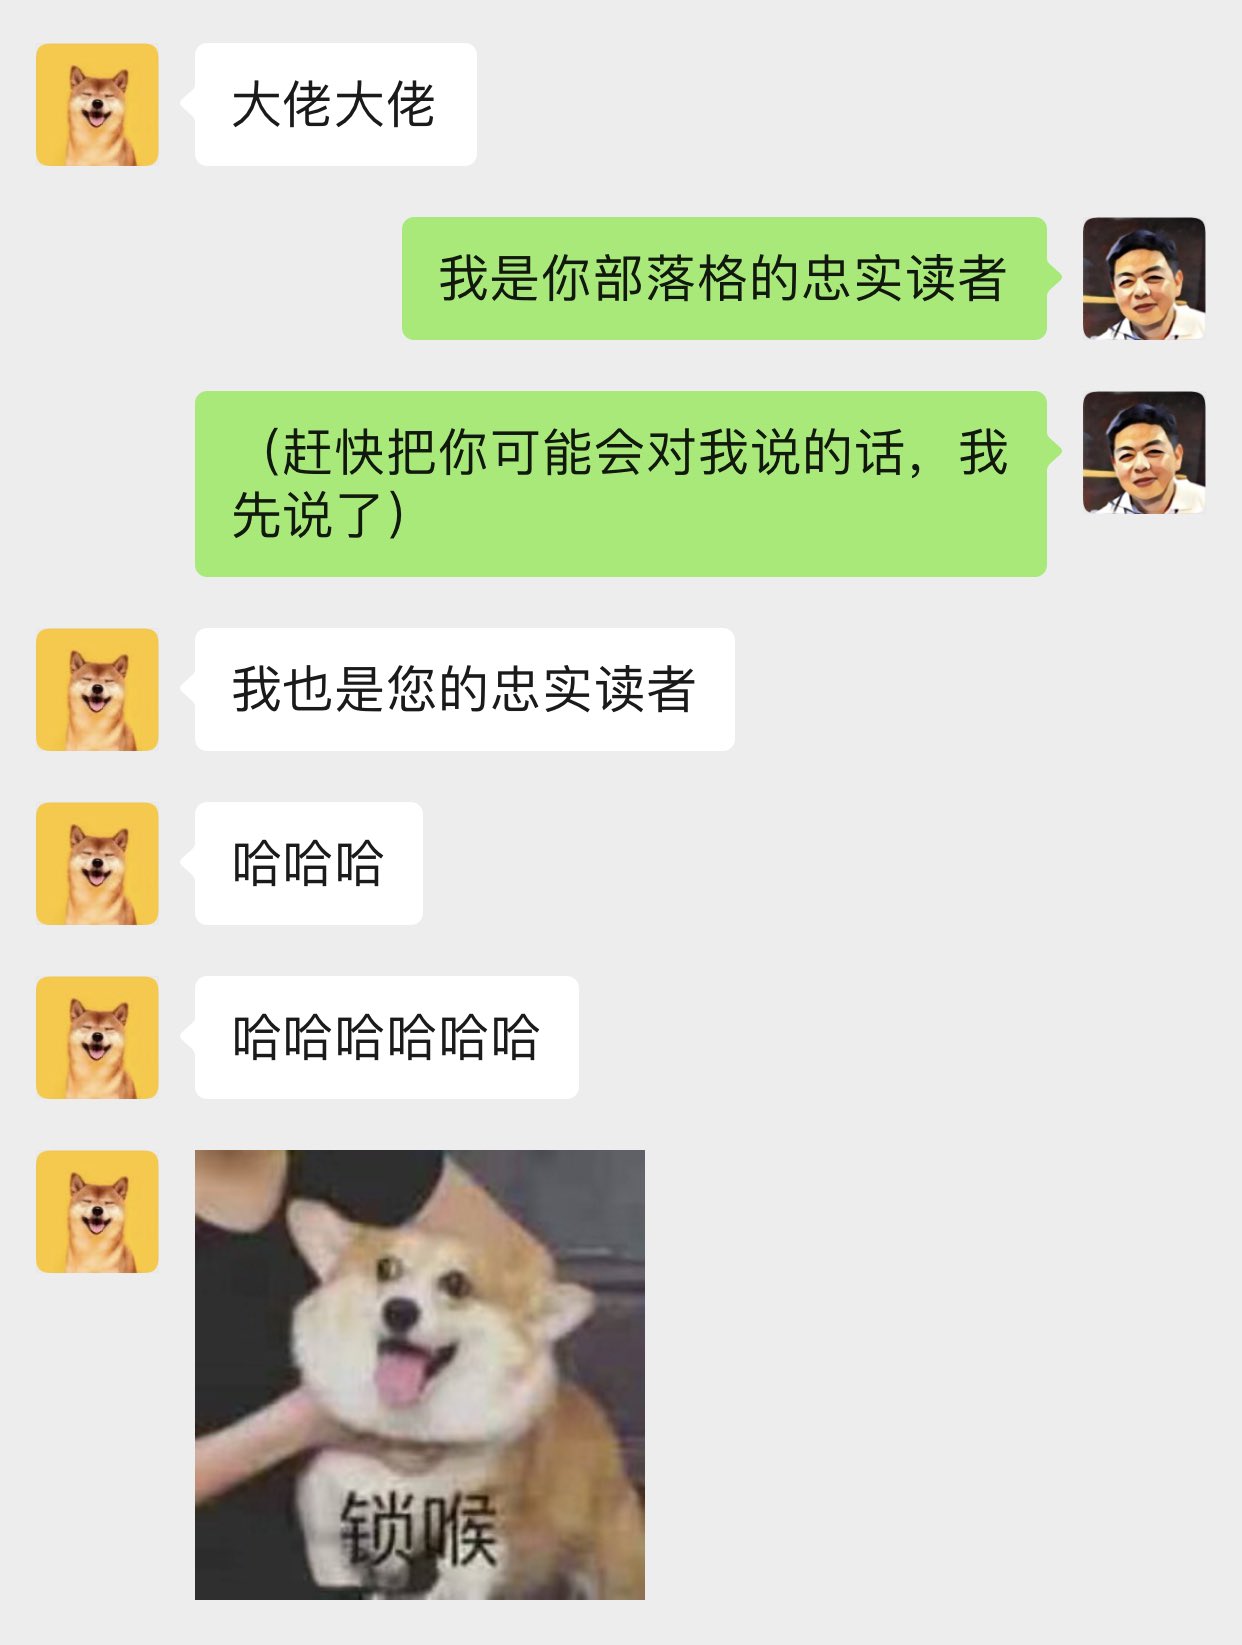 大佬大佬
我是你部落格的忠实读者
（赶快把你可能会对我说的话，我
先说了）
我也是您的忠实读者
哈哈哈
哈哈哈哈哈哈
锁喉